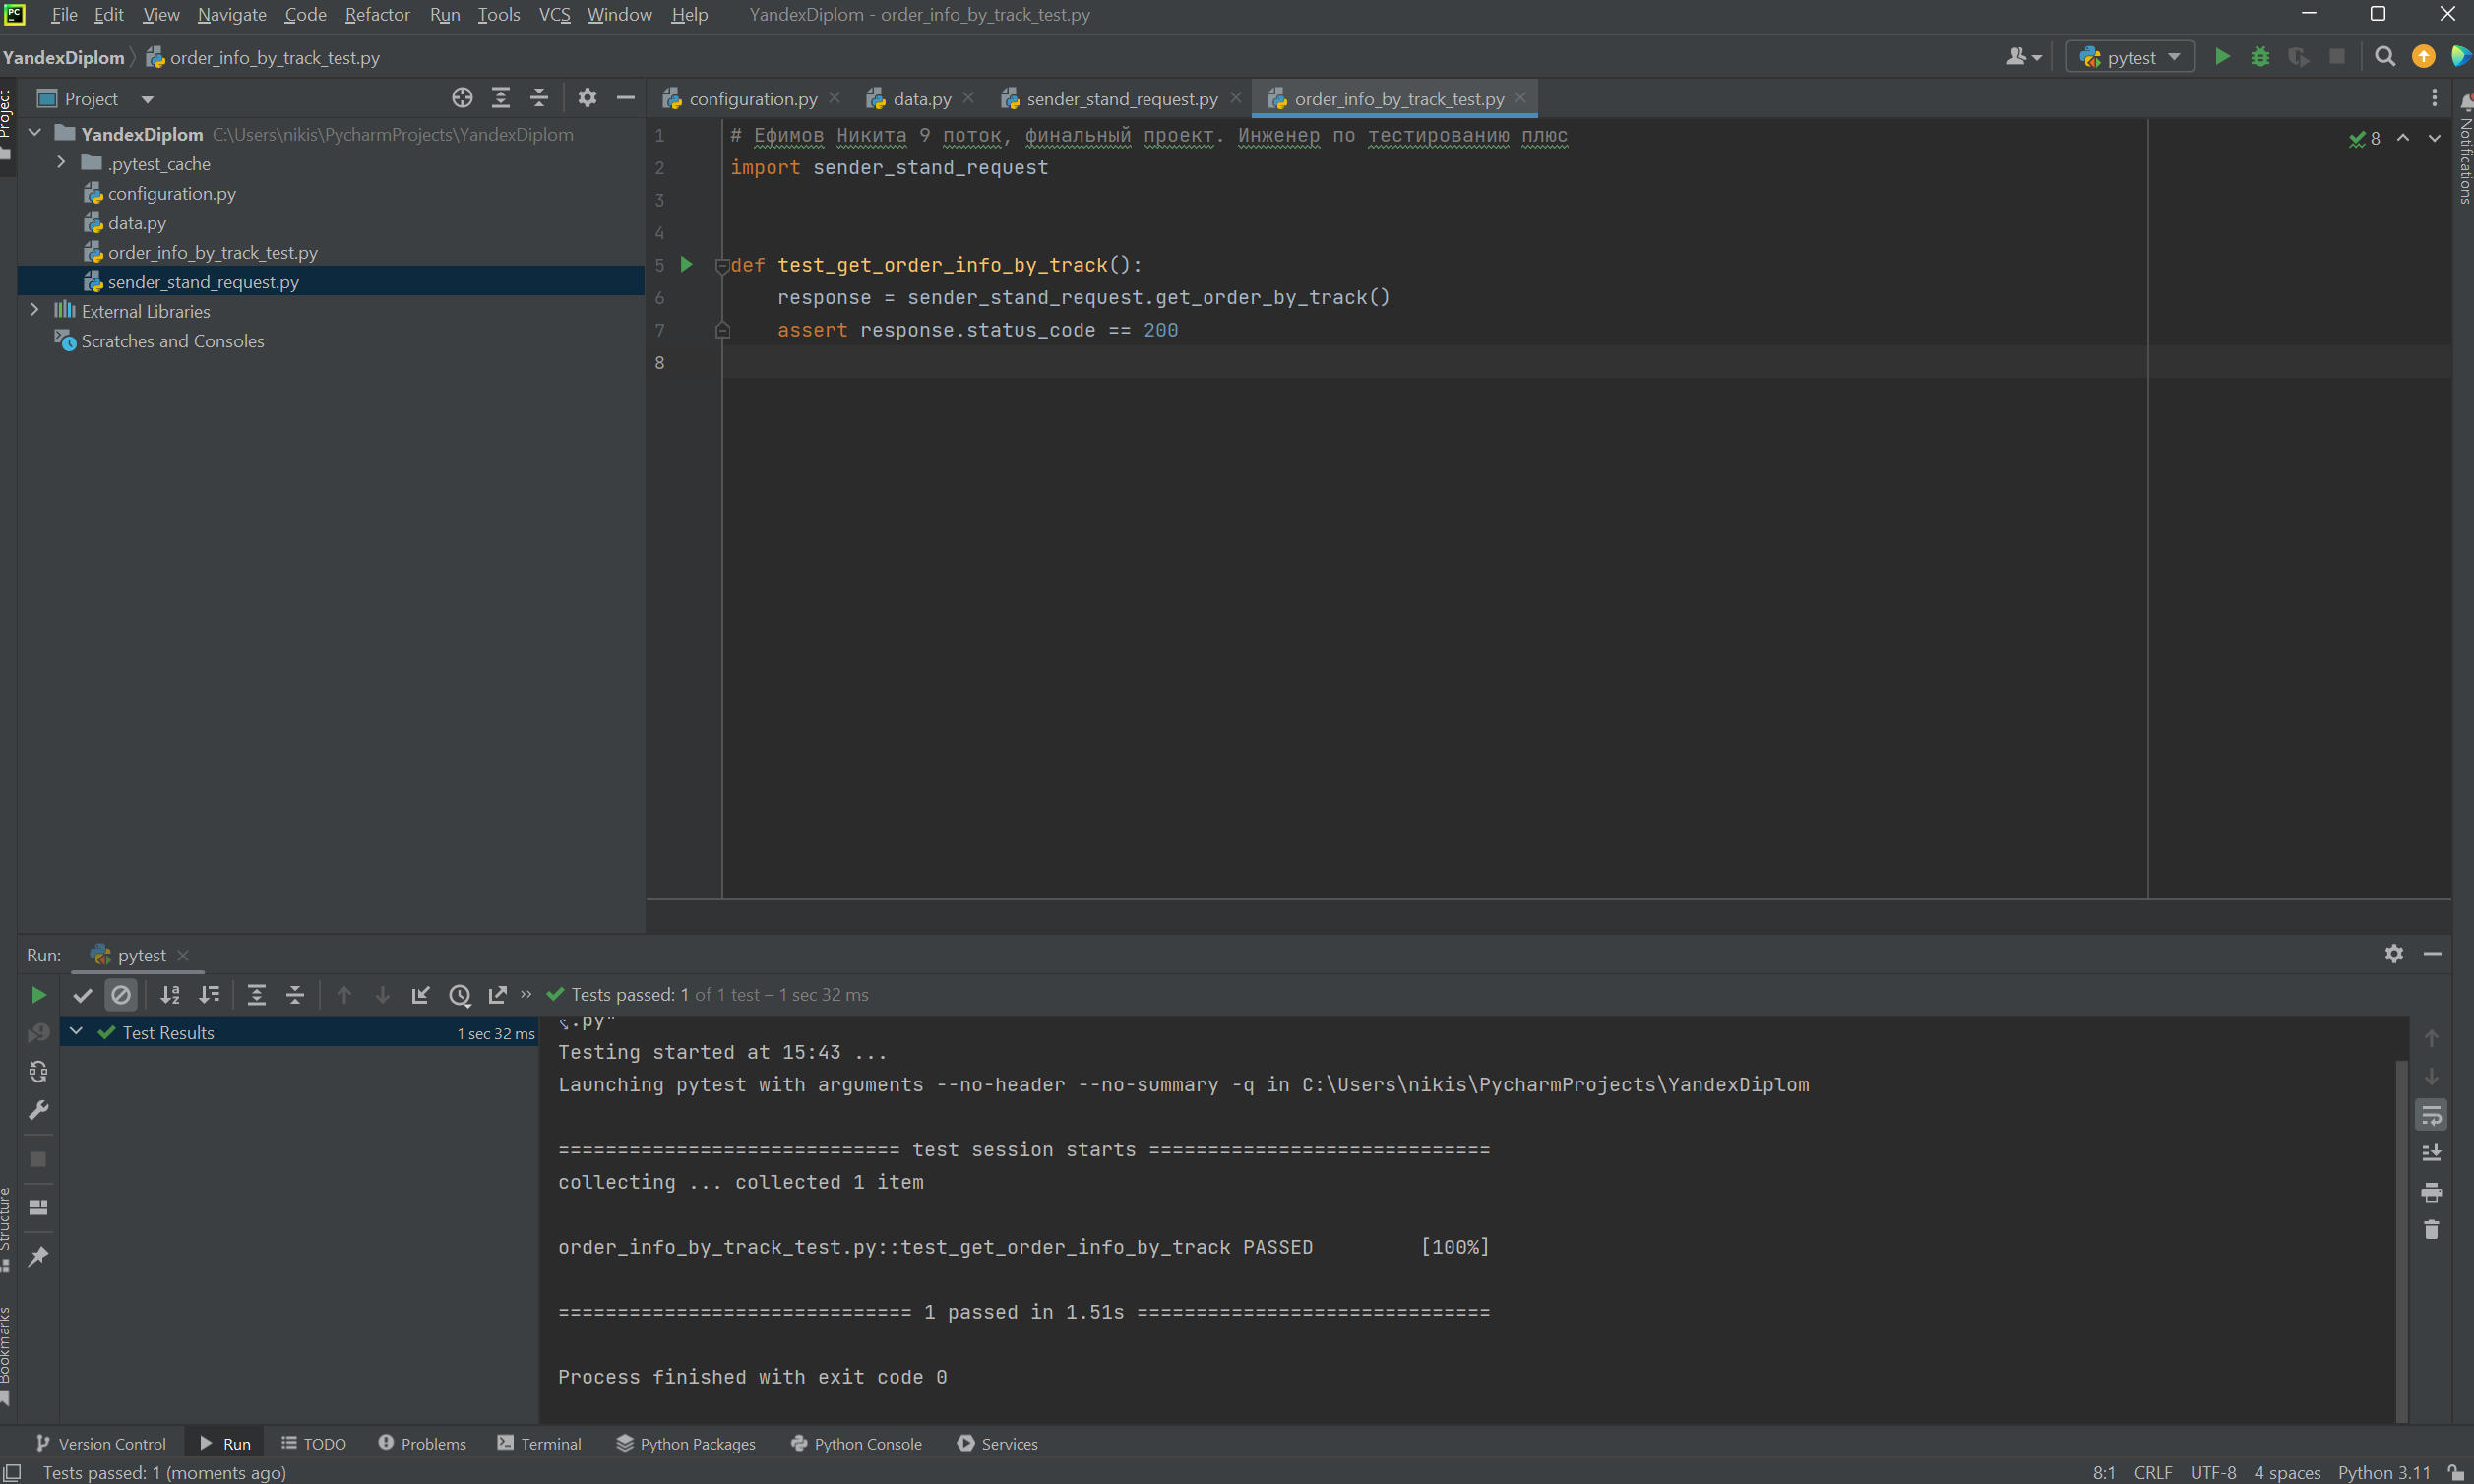 File Edit View Navigate Code Refactor Run Tools VCS Window Help YandexDiplom - order_info_by_track_test.py
YandexDiplom order_info_by_track_test.py pytest
Project
Project
configuration.py data.py sender_stand_request.py order_info_by_track_test.py
YandexDiplom C:\Users\nikis\PycharmProjects\YandexDiplom
.pytest_cache
configuration.py
data.py
order_info_by_track_test.py
sender_stand_request.py
External Libraries
Scratches and Consoles
1 # Ефимов Никита 9 поток, финальный проект. Инженер по тестированию плюс
2 import sender_stand_request
3
4
5 def test_get_order_info_by_track():
6 response = sender_stand_request.get_order_by_track()
7 assert response.status_code == 200
8
8
Notifications
Run: pytest
Tests passed: 1 of 1 test – 1 sec 32 ms
Test Results 1 sec 32 ms
.py"
Testing started at 15:43 ...
Launching pytest with arguments --no-header --no-summary -q in C:\Users\nikis\PycharmProjects\YandexDiplom
============================= test session starts =============================
collecting ... collected 1 item
order_info_by_track_test.py::test_get_order_info_by_track PASSED [100%]
============================== 1 passed in 1.51s ==============================
Process finished with exit code 0
Structure
Bookmarks
Version Control Run TODO Problems Terminal Python Packages Python Console Services
Tests passed: 1 (moments ago) 8:1 CRLF UTF-8 4 spaces Python 3.11